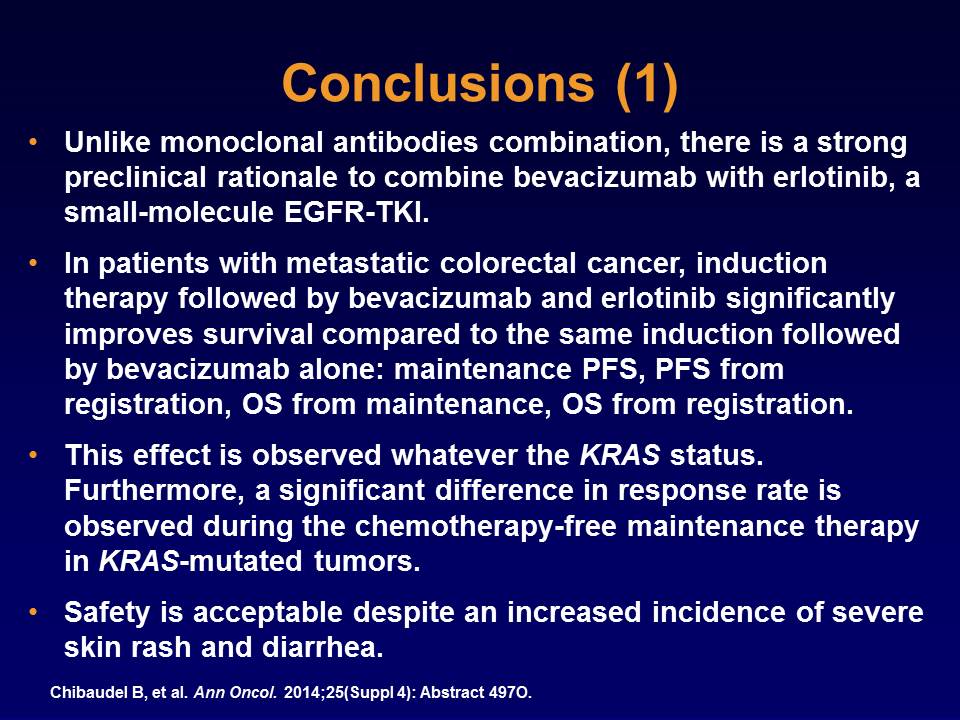 Conclusions (1)
• Unlike monoclonal antibodies combination, there is a strong
preclinical rationale to combine bevacizumab with erlotinib, a
small-molecule EGFR-TKI.
• In patients with metastatic colorectal cancer, induction
therapy followed by bevacizumab and erlotinib significantly
improves survival compared to the same induction followed
by bevacizumab alone: maintenance PFS, PFS from
registration, OS from maintenance, OS from registration.
• This effect is observed whatever the KRAS status.
Furthermore, a significant difference in response rate is
observed during the chemotherapy-free maintenance therapy
in KRAS-mutated tumors.
• Safety is acceptable despite an increased incidence of severe
skin rash and diarrhea.
Chibaudel B, et al. Ann Oncol. 2014;25(Suppl 4): Abstract 497O.